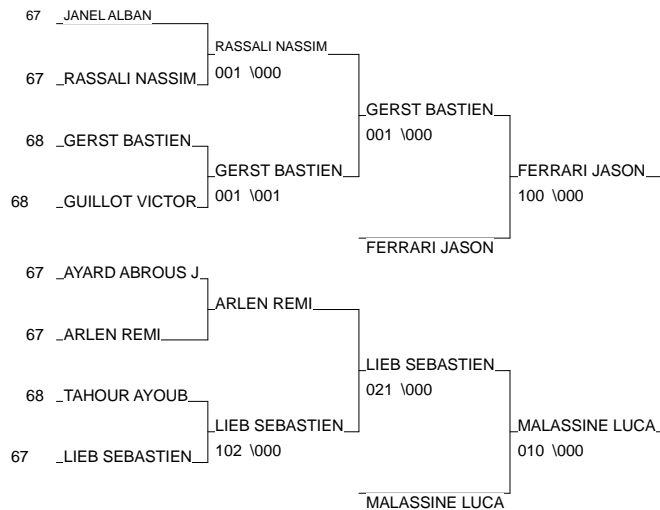 67 JANEL ALBAN
RASSALI NASSIM
001 \000
67 RASSALI NASSIM
GERST BASTIEN
001 \000
68 GERST BASTIEN
GERST BASTIEN
001 \001
FERRARI JASON
100 \000
68 GUILLOT VICTOR
FERRARI JASON
67 AYARD ABROUS J
ARLEN REMI
67 ARLEN REMI
LIEB SEBASTIEN
021 \000
68 TAHOUR AYOUB
LIEB SEBASTIEN
102 \000
MALASSINE LUCA
010 \000
67 LIEB SEBASTIEN
MALASSINE LUCA